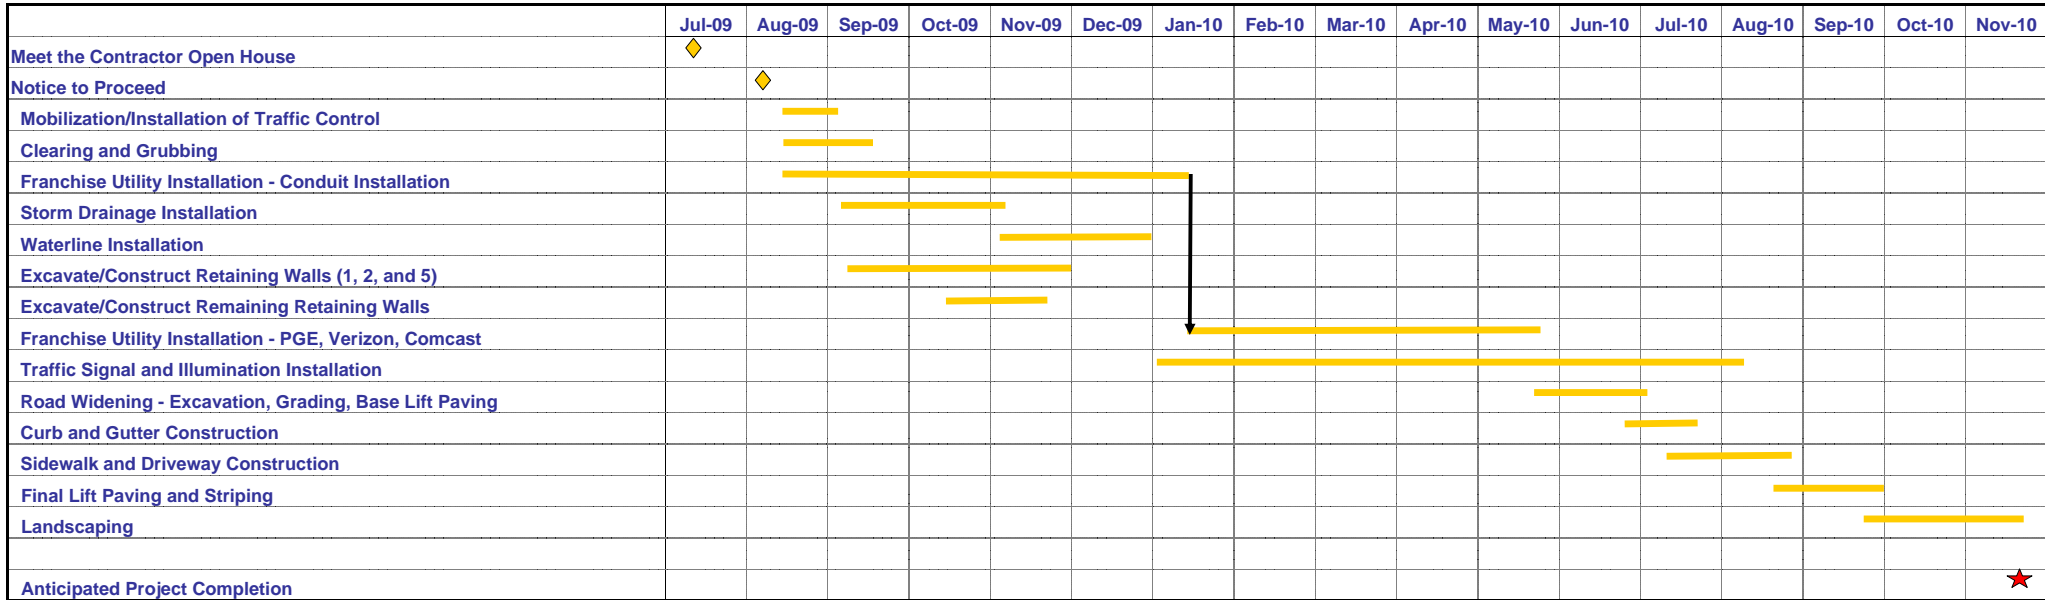 Jul-09 Aug-09 Sep-09 Oct-09 Nov-09 Dec-09 Jan-10 Feb-10 Mar-10 Apr-10 May-10 Jun-10 Jul-10 Aug-10 Sep-10 Oct-10 Nov-10
Meet the Contractor Open House
Notice to Proceed
Mobilization/Installation of Traffic Control
Clearing and Grubbing
Franchise Utility Installation - Conduit Installation
Storm Drainage Installation
Waterline Installation
Excavate/Construct Retaining Walls (1, 2, and 5)
Excavate/Construct Remaining Retaining Walls
Franchise Utility Installation - PGE, Verizon, Comcast
Traffic Signal and Illumination Installation
Road Widening - Excavation, Grading, Base Lift Paving
Curb and Gutter Construction
Sidewalk and Driveway Construction
Final Lift Paving and Striping
Landscaping
Anticipated Project Completion